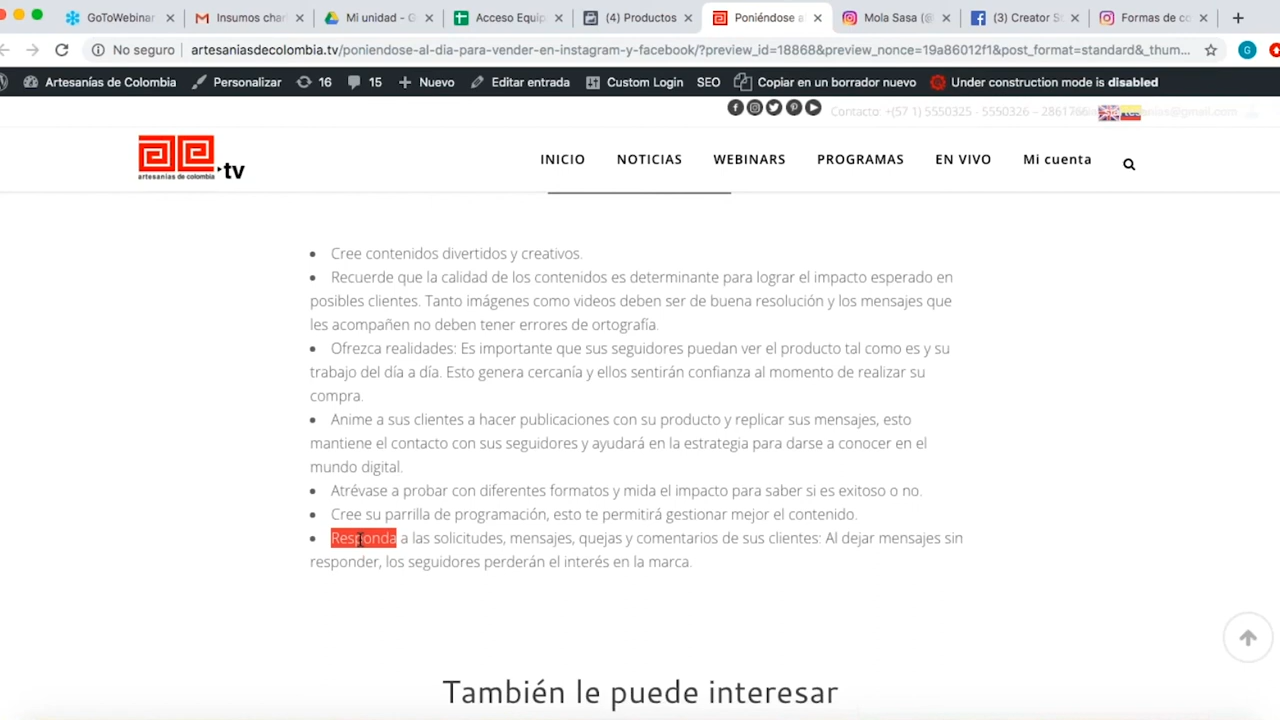 GoToWebinar
Insumos char
Mi unidad - G
Acceso Equip
(4) Productos
Poniéndose a
Mola Sasa (@
(3) Creator St
Formas de co
No seguro | artesaniasdecolombia.tv/poniendose-al-dia-para-vender-en-instagram-y-facebook/?preview_id=18868&preview_nonce=19a86012f1&post_format=standard&_thum...
G
Artesanías de Colombia Personalizar 16 15 Nuevo Editar entrada Custom Login SEO Copiar en un borrador nuevo Under construction mode is disabled
Contacto: +(57 1) 5550325 - 5550326 – 2861766
artesanías de colombia
tv
INICIO NOTICIAS WEBINARS PROGRAMAS EN VIVO Mi cuenta
• Cree contenidos divertidos y creativos.
• Recuerde que la calidad de los contenidos es determinante para lograr el impacto esperado en
posibles clientes. Tanto imágenes como videos deben ser de buena resolución y los mensajes que
les acompañen no deben tener errores de ortografía.
• Ofrezca realidades: Es importante que sus seguidores puedan ver el producto tal como es y su
trabajo del día a día. Esto genera cercanía y ellos sentirán confianza al momento de realizar su
compra.
• Anime a sus clientes a hacer publicaciones con su producto y replicar sus mensajes, esto
mantiene el contacto con sus seguidores y ayudará en la estrategia para darse a conocer en el
mundo digital.
• Atrévase a probar con diferentes formatos y mida el impacto para saber si es exitoso o no.
• Cree su parrilla de programación, esto te permitirá gestionar mejor el contenido.
• Responda a las solicitudes, mensajes, quejas y comentarios de sus clientes: Al dejar mensajes sin
responder, los seguidores perderán el interés en la marca.
También le puede interesar